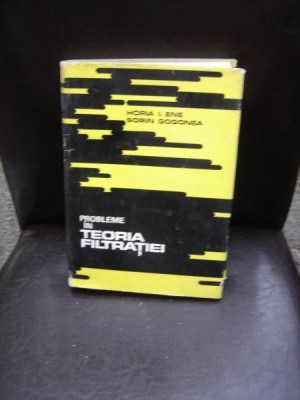 HORIA I. ENE
SORIN GOGONEA
PROBLEME
ÎN
TEORIA
FILTRAȚIEI